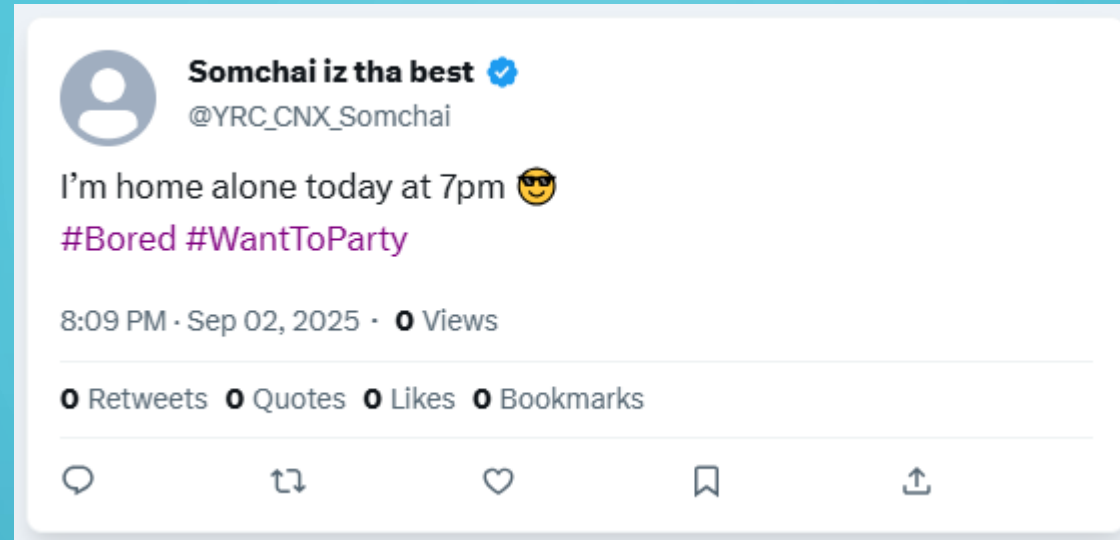 Somchai iz tha best
@YRC_CNX_Somchai
I’m home alone today at 7pm 😎
#Bored #WantToParty
8:09 PM · Sep 02, 2025 · 0 Views
0 Retweets 0 Quotes 0 Likes 0 Bookmarks